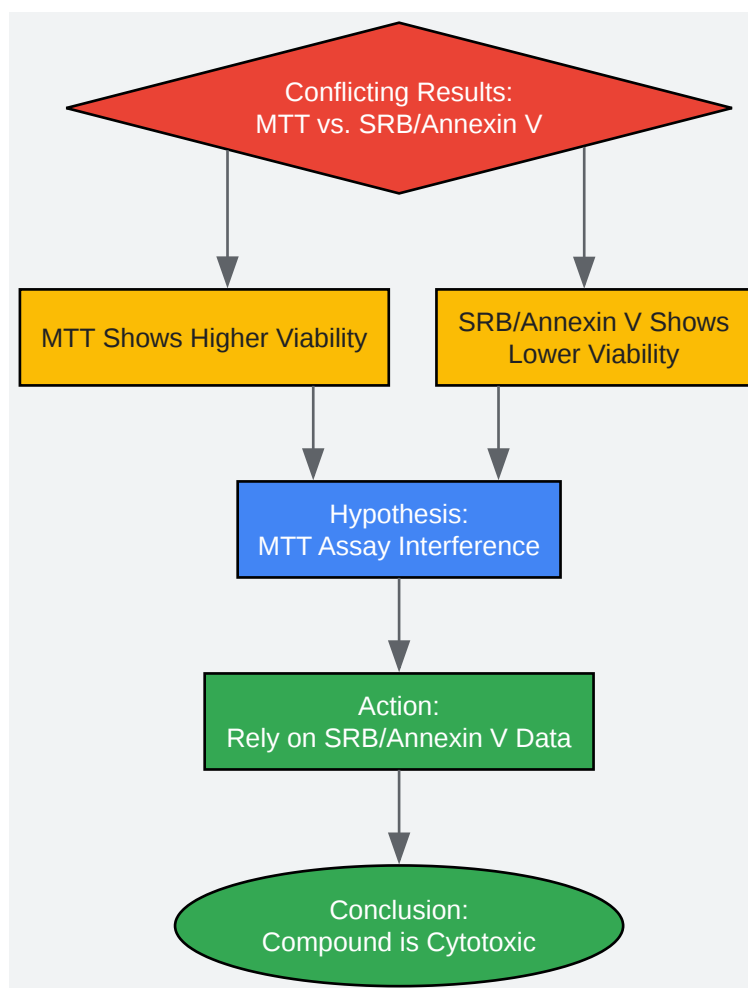 Conflicting Results:
MTT vs. SRB/Annexin V
MTT Shows Higher Viability
SRB/Annexin V Shows
Lower Viability
Hypothesis:
MTT Assay Interference
Action:
Rely on SRB/Annexin V Data
Conclusion:
Compound is Cytotoxic